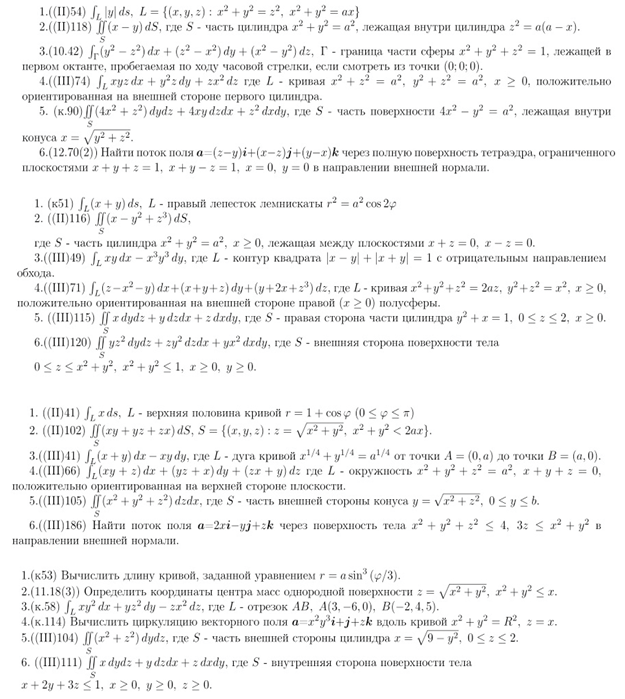 1.((II)54) ∫_L |y| ds, L = {(x, y, z) : x² + y² = z², x² + y² = ax}
2.((II)118) ∬_S (x − y) dS, где S - часть цилиндра x² + y² = a², лежащая внутри цилиндра z² = a(a − x).
3.(10.42) ∫_Γ (y² − z²) dx + (z² − x²) dy + (x² − y²) dz, Γ - граница части сферы x² + y² + z² = 1, лежащей в
первом октанте, пробегаемая по ходу часовой стрелки, если смотреть из точки (0; 0; 0).
4.((III)74) ∫_L xyz dx + y²z dy + zx² dz где L - кривая x² + z² = a², y² + z² = a², x ≥ 0, положительно
ориентированная на внешней стороне первого цилиндра.
5. (к.90) ∬_S (4x² + z²) dydz + 4xy dzdx + z² dxdy, где S - часть поверхности 4x² − y² = a², лежащая внутри
конуса x = √(y² + z²).
6.(12.70(2)) Найти поток поля a=(z−y)i+(x−z)j+(y−x)k через полную поверхность тетраэдра, ограниченного
плоскостями x + y + z = 1, x + y − z = 1, x = 0, y = 0 в направлении внешней нормали.
1. (к51) ∫_L (x + y) ds, L - правый лепесток лемнискаты r² = a² cos 2φ
2. ((II)116) ∬_S (x − y² + z³) dS,
где S - часть цилиндра x² + y² = a², x ≥ 0, лежащая между плоскостями x + z = 0, x − z = 0.
3.((III)49) ∫_L xy dx − x³y³ dy, где L - контур квадрата |x − y| + |x + y| = 1 с отрицательным направлением
обхода.
4.((III)71) ∫_L (z−x²−y) dx+(x+y+z) dy+(y+2x+z³) dz, где L - кривая x²+y²+z² = 2az, y²+z² = x², x ≥ 0,
положительно ориентированная на внешней стороне правой (x ≥ 0) полусферы.
5. ((III)115) ∬_S x dydz + y dzdx + z dxdy, где S - правая сторона части цилиндра y² + x = 1, 0 ≤ z ≤ 2, x ≥ 0.
6.((III)120) ∬_S yz² dydz + zy² dzdx + yx² dxdy, где S - внешняя сторона поверхности тела
0 ≤ z ≤ x² + y², x² + y² ≤ 1, x ≥ 0, y ≥ 0.
1. ((II)41) ∫_L x ds, L - верхняя половина кривой r = 1 + cos φ (0 ≤ φ ≤ π)
2. ((II)102) ∬_S (xy + yz + zx) dS, S = {(x, y, z) : z = √(x² + y²), x² + y² < 2ax}.
3.((III)41) ∫_L (x + y) dx − xy dy, где L - дуга кривой x^{1/4} + y^{1/4} = a^{1/4} от точки A = (0, a) до точки B = (a, 0).
4.((III)66) ∫_L (xy + z) dx + (yz + x) dy + (zx + y) dz где L - окружность x² + y² + z² = a², x + y + z = 0,
положительно ориентированная на верхней стороне плоскости.
5.((III)105) ∬_S (x² + y² + z²) dzdx, где S - часть внешней стороны конуса y = √(x² + z²), 0 ≤ y ≤ b.
6.((III)186) Найти поток поля a=2xi−yj+zk через поверхность тела x² + y² + z² ≤ 4, 3z ≤ x² + y² в
направлении внешней нормали.
1.(к53) Вычислить длину кривой, заданной уравнением r = a sin³ (φ/3).
2.(11.18(3)) Определить координаты центра масс однородной поверхности z = √(x² + y²), x² + y² ≤ x.
3.(к.58) ∫_L xy² dx + yz² dy − zx² dz, где L - отрезок AB, A(3, −6, 0), B(−2, 4, 5).
4.(к.114) Вычислить циркуляцию векторного поля a=x²y³i+j+zk вдоль кривой x² + y² = R², z = x.
5.((III)104) ∬_S (x² + z²) dydz, где S - часть внешней стороны цилиндра x = √(9 − y²), 0 ≤ z ≤ 2.
6. ((III)111) ∬_S x dydz + y dzdx + z dxdy, где S - внутренняя сторона поверхности тела
x + 2y + 3z ≤ 1, x ≥ 0, y ≥ 0, z ≥ 0.